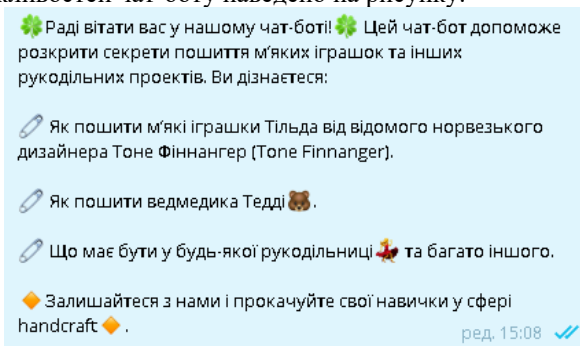 жливостей чат-боту наведено на рисунку.
🍀Раді вітати вас у нашому чат-боті!🍀 Цей чат-бот допоможе
розкрити секрети пошиття м'яких іграшок та інших
рукодільних проектів. Ви дізнаєтеся:
🧷 Як пошити м'які іграшки Тільда від відомого норвезького
дизайнера Тоне Фіннангер (Tone Finnanger).
🧷 Як пошити ведмедика Тедді🐻.
🧷 Що має бути у будь-якої рукодільниці💃 та багато іншого.
🔶Залишайтеся з нами і прокачуйте свої навички у сфері
handcraft🔶.
ред. 15:08